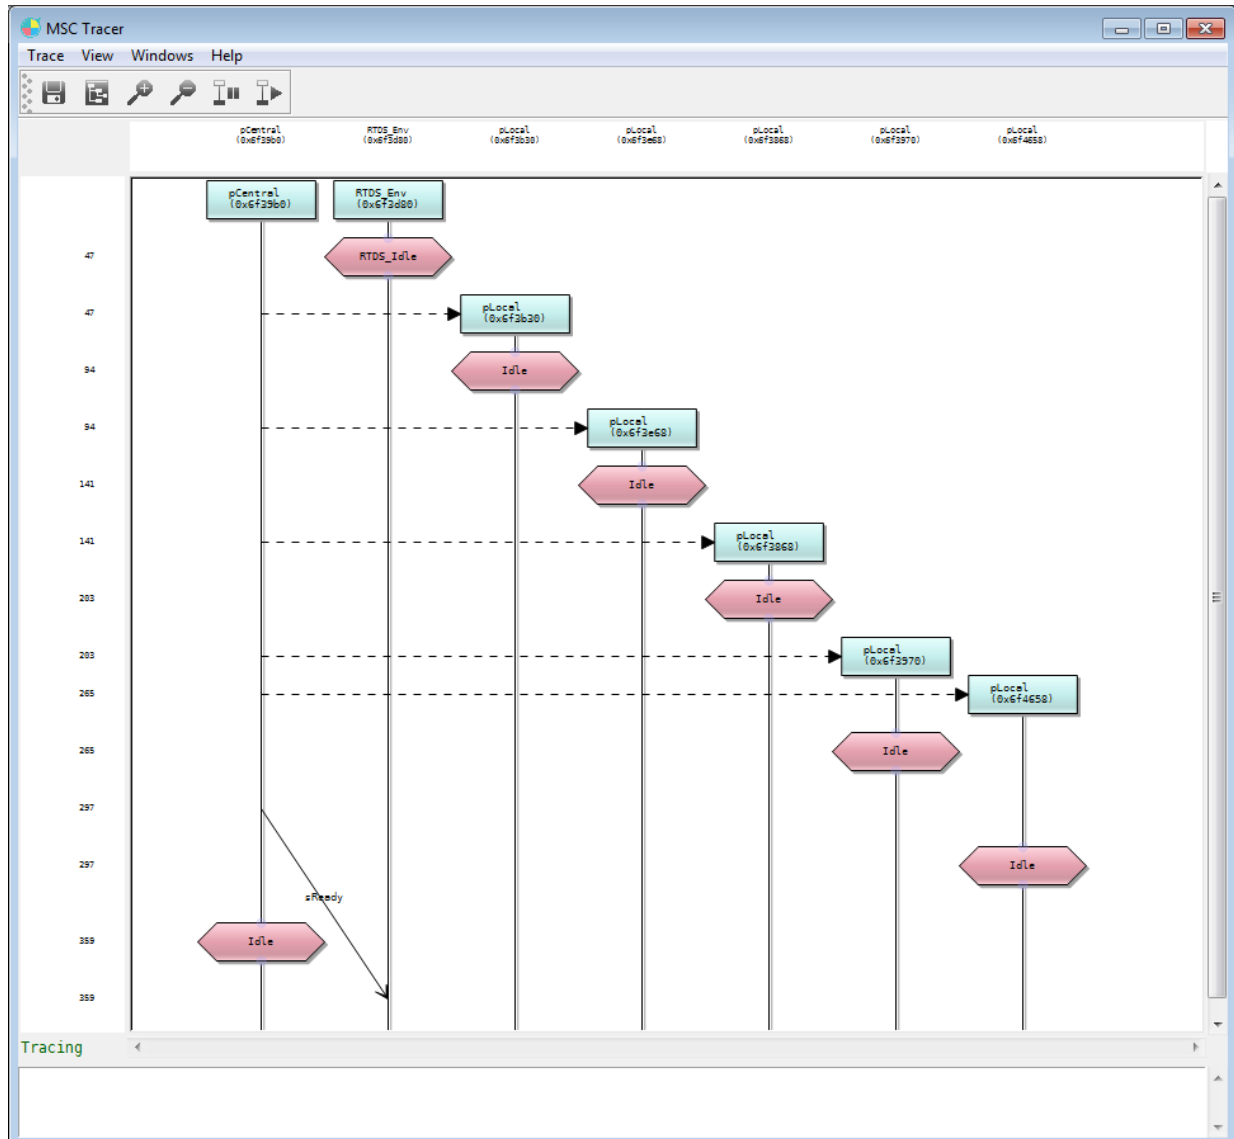 MSC Tracer
Trace View Windows Help
pCentral RTDS_Env pLocal pLocal pLocal pLocal pLocal
(0x6f39b0) (0x6f3d80) (0x6f3b30) (0x6f3e68) (0x6f3868) (0x6f3970) (0x6f4658)
pCentral RTDS_Env
(0x6f39b0) (0x6f3d80)
47 RTDS_Idle
pLocal
47 (0x6f3b30)
94 Idle
pLocal
94 (0x6f3e68)
141 Idle
pLocal
141 (0x6f3868)
203 Idle
pLocal
203 (0x6f3970)
pLocal
265 (0x6f4658)
265 Idle
297
297 Idle
sReady
359 Idle
359
Tracing